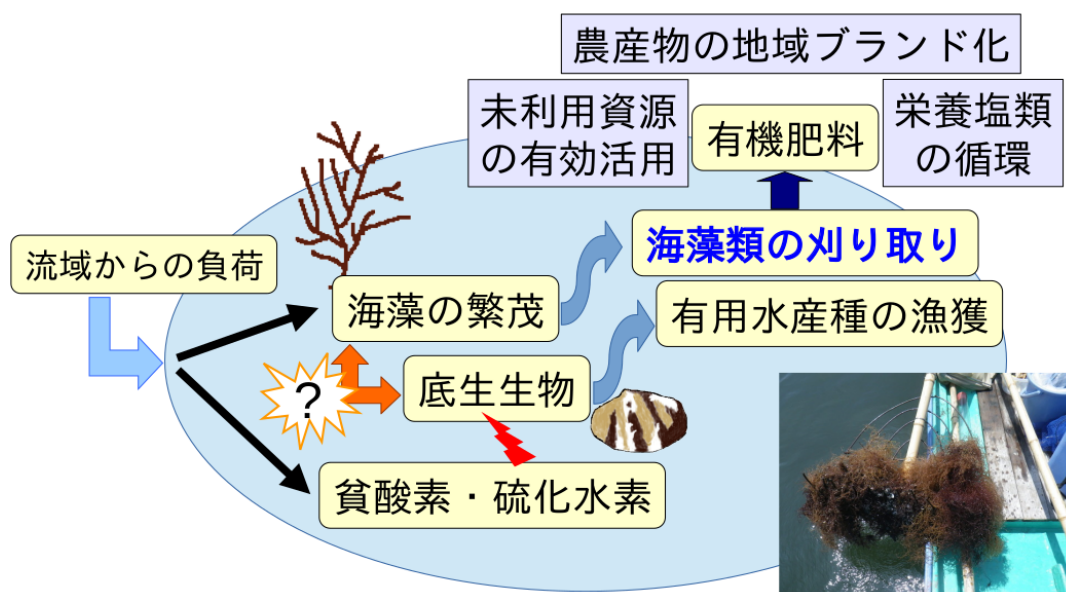 農産物の地域ブランド化
未利用資源
の有効活用
有機肥料
栄養塩類
の循環
海藻類の刈り取り
流域からの負荷
海藻の繁茂
有用水産種の漁獲
?
底生生物
貧酸素・硫化水素